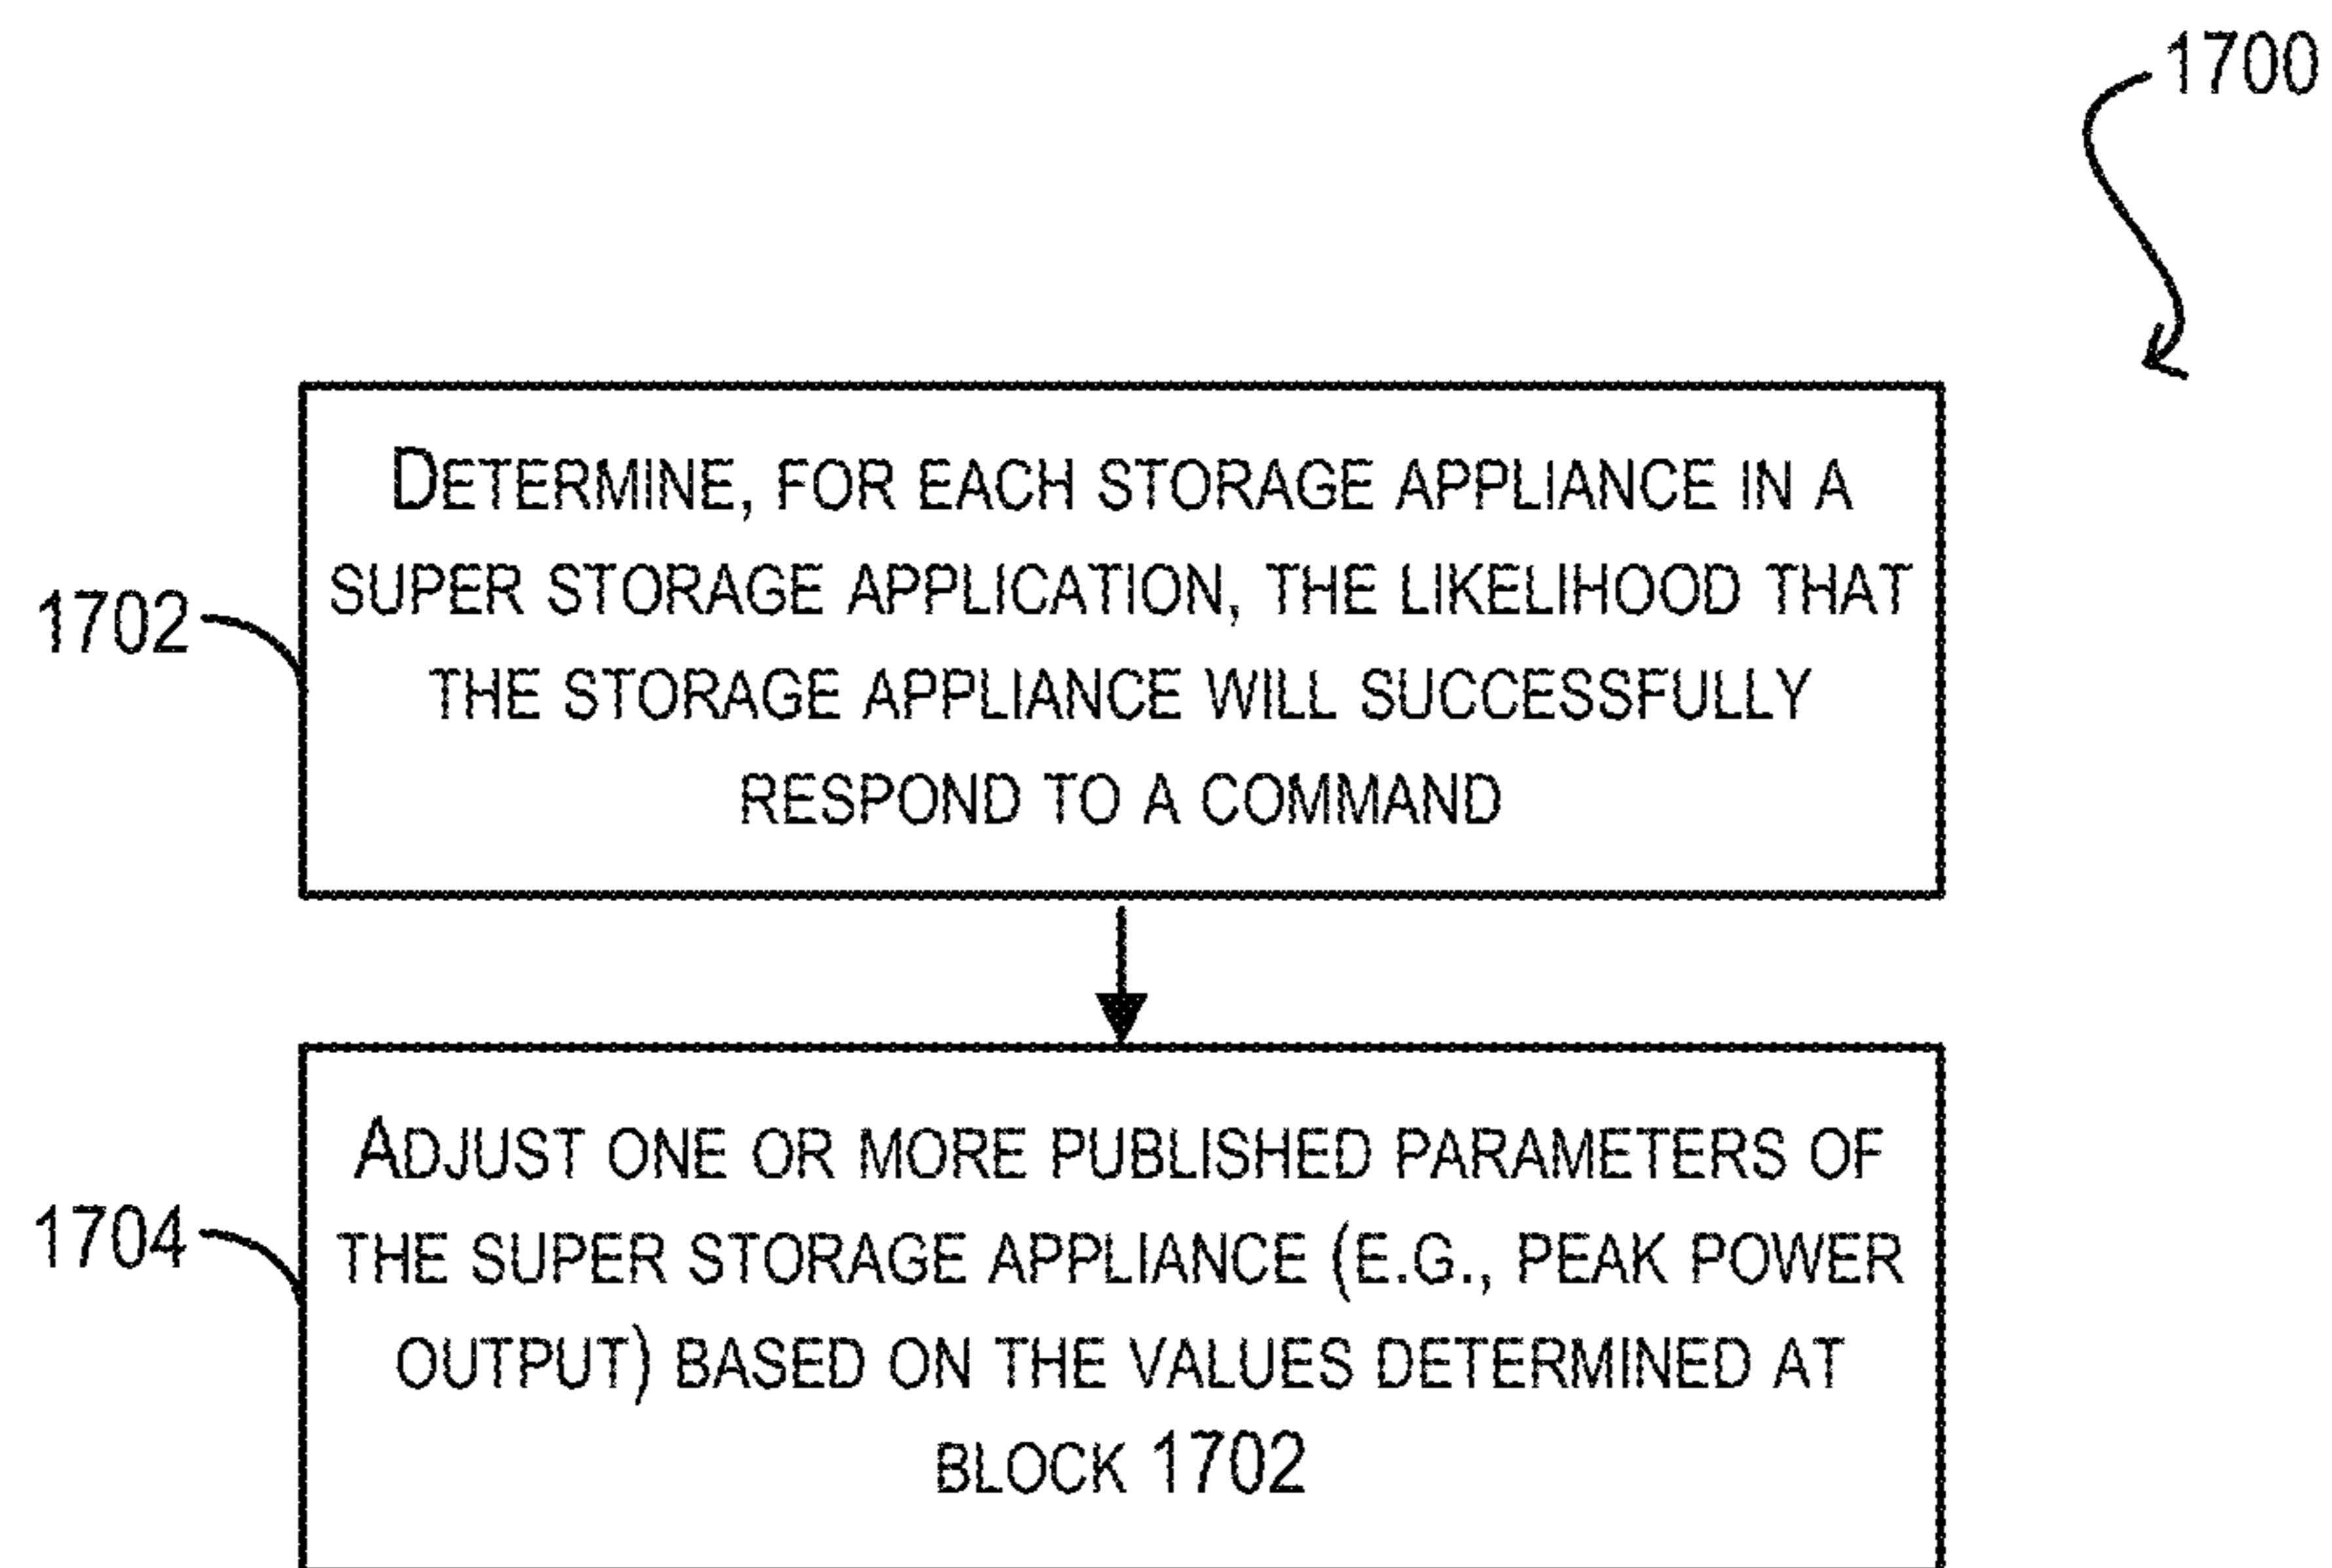 1700
DETERMINE, FOR EACH STORAGE APPLIANCE IN A
SUPER STORAGE APPLICATION, THE LIKELIHOOD THAT
1702
THE STORAGE APPLIANCE WILL SUCCESSFULLY
RESPOND TO A COMMAND
ADJUST ONE OR MORE PUBLISHED PARAMETERS OF
1704
THE SUPER STORAGE APPLIANCE (E.G., PEAK POWER
OUTPUT) BASED ON THE VALUES DETERMINED AT
BLOCK 1702